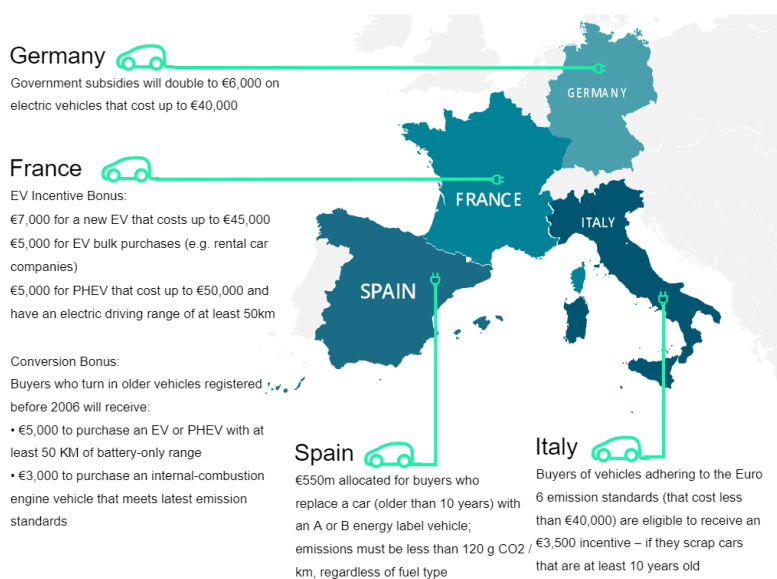 Germany
Government subsidies will double to €6,000 on
electric vehicles that cost up to €40,000
GERMANY
France
EV Incentive Bonus:
€7,000 for a new EV that costs up to €45,000
€5,000 for EV bulk purchases (e.g. rental car
companies)
€5,000 for PHEV that cost up to €50,000 and
have an electric driving range of at least 50km
Conversion Bonus:
Buyers who turn in older vehicles registered
before 2006 will receive:
• €5,000 to purchase an EV or PHEV with at
least 50 KM of battery-only range
• €3,000 to purchase an internal-combustion
engine vehicle that meets latest emission
standards
FRANCE
ITALY
SPAIN
Spain
€550m allocated for buyers who
replace a car (older than 10 years) with
an A or B energy label vehicle;
emissions must be less than 120 g CO2 /
km, regardless of fuel type
Italy
Buyers of vehicles adhering to the Euro
6 emission standards (that cost less
than €40,000) are eligible to receive an
€3,500 incentive – if they scrap cars
that are at least 10 years old